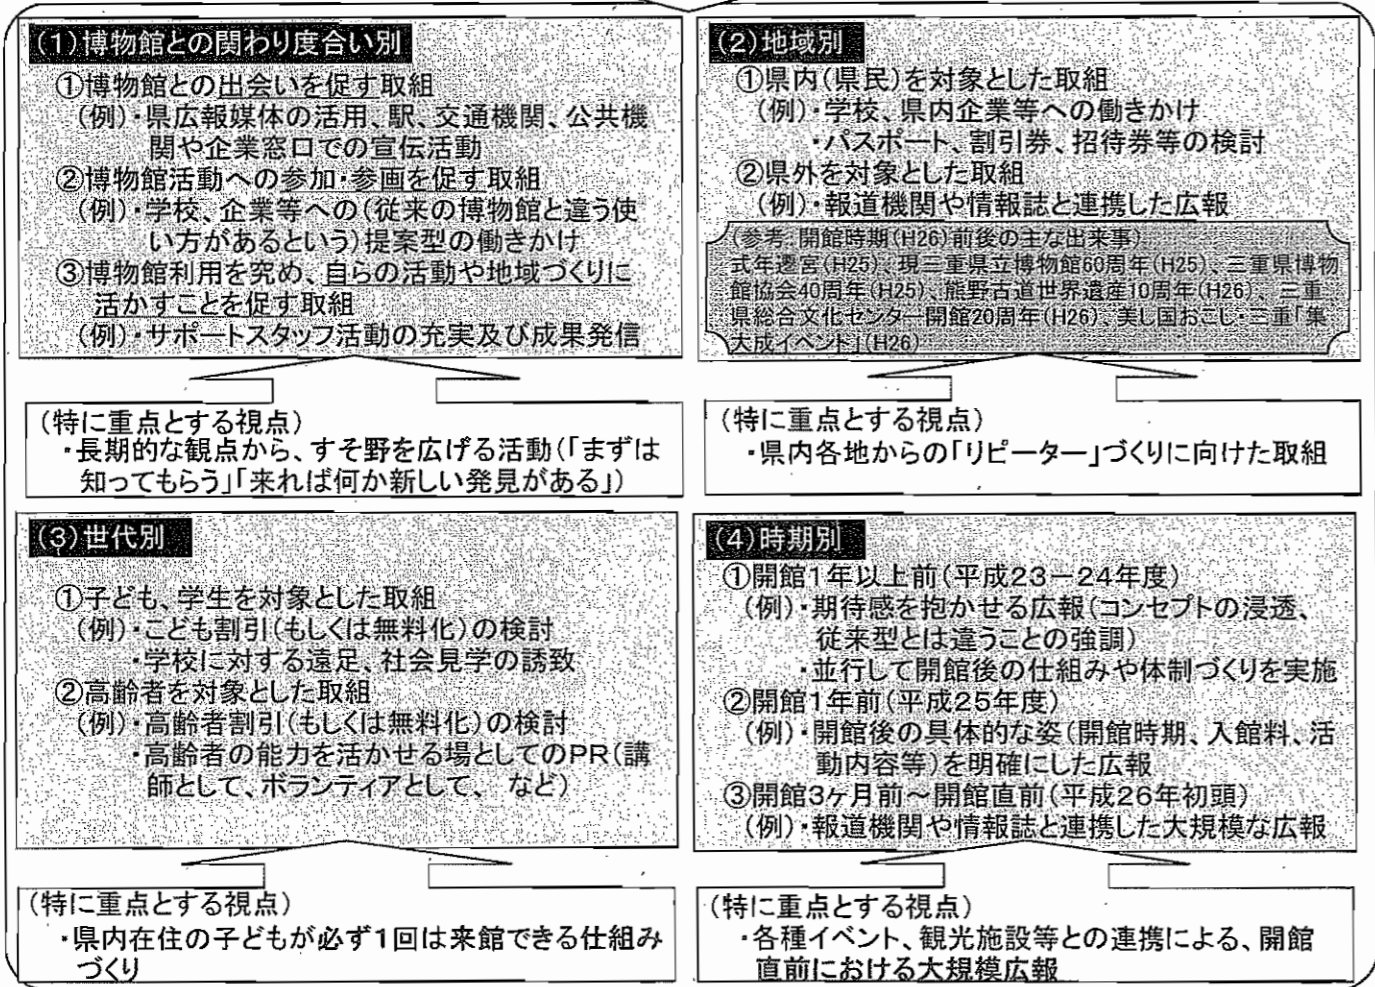 (1)博物館との関わり度合い別
①博物館との出会いを促す取組
(例)・県広報媒体の活用、駅、交通機関、公共機
関や企業窓口での宣伝活動
②博物館活動への参加・参画を促す取組
(例)・学校、企業等への(従来の博物館と違う使
い方があるという)提案型の働きかけ
③博物館利用を究め、自らの活動や地域づくりに
活かすことを促す取組
(例)・サポートスタッフ活動の充実及び成果発信
(特に重点とする視点)
・長期的な観点から、すそ野を広げる活動(「まずは
知ってもらう」「来れば何か新しい発見がある」)
(2)地域別
①県内(県民)を対象とした取組
(例)・学校、県内企業等への働きかけ
・パスポート、割引券、招待券等の検討
②県外を対象とした取組
(例)・報道機関や情報誌と連携した広報
(参考:開館時期(H26)前後の主な出来事)
式年遷宮(H25)、現三重県立博物館60周年(H25)、三重県博物
館協会40周年(H25)、熊野古道世界遺産10周年(H26)、三重
県総合文化センター開館20周年(H26)、美し国おこし・三重「集
大成イベント」(H26)
(特に重点とする視点)
・県内各地からの「リピーター」づくりに向けた取組
(3)世代別
①子ども、学生を対象とした取組
(例)・こども割引(もしくは無料化)の検討
・学校に対する遠足、社会見学の誘致
②高齢者を対象とした取組
(例)・高齢者割引(もしくは無料化)の検討
・高齢者の能力を活かせる場としてのPR(講
師として、ボランティアとして、 など)
(特に重点とする視点)
・県内在住の子どもが必ず1回は来館できる仕組み
づくり
(4)時期別
①開館1年以上前(平成23-24年度)
(例)・期待感を抱かせる広報(コンセプトの浸透、
従来型とは違うことの強調)
・並行して開館後の仕組みや体制づくりを実施
②開館1年前(平成25年度)
(例)・開館後の具体的な姿(開館時期、入館料、活
動内容等)を明確にした広報
③開館3ヶ月前~開館直前(平成26年初頭)
(例)・報道機関や情報誌と連携した大規模な広報
(特に重点とする視点)
・各種イベント、観光施設等との連携による、開館
直前における大規模広報